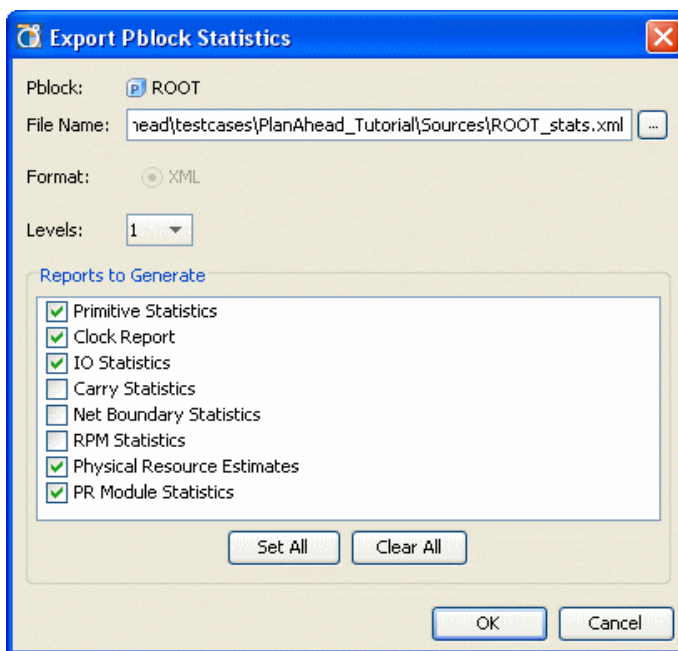 Export Pblock Statistics
Pblock: P ROOT
File Name: head\testcases\PlanAhead_Tutorial\Sources\ROOT_stats.xml ...
Format: XML
Levels: 1
Reports to Generate
Primitive Statistics
Clock Report
IO Statistics
Carry Statistics
Net Boundary Statistics
RPM Statistics
Physical Resource Estimates
PR Module Statistics
Set All Clear All
OK Cancel